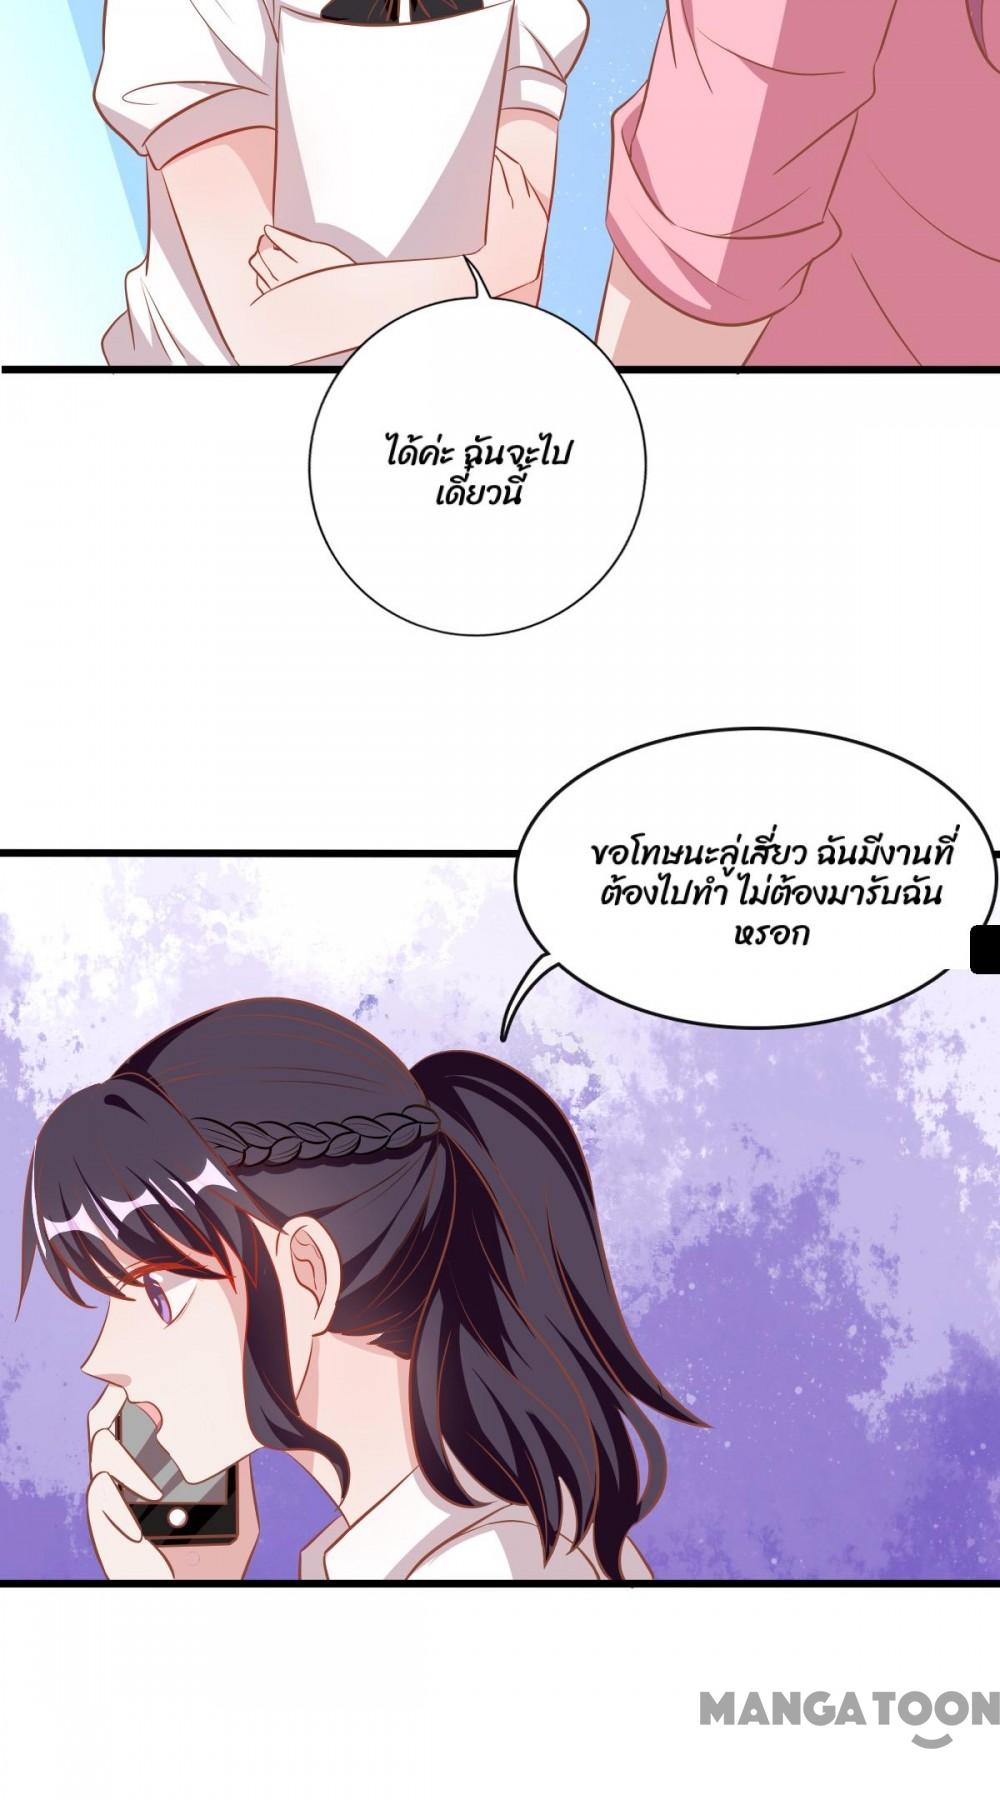 ได้ค่ะ ฉันจะไป
เดี๋ยวนี้
ขอโทษนะลู่เสี่ยว ฉันมีงานที่
ต้องไปทำ ไม่ต้องมารับฉัน
หรอก
MANGATOON